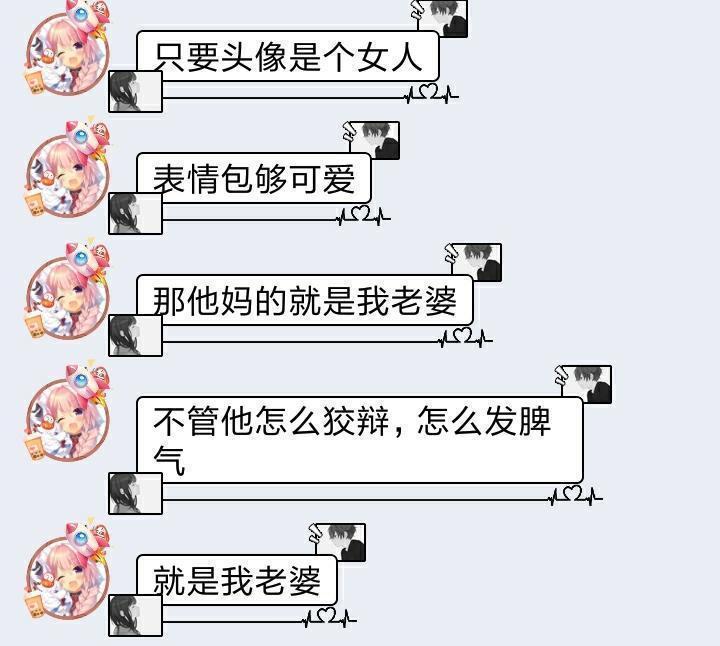 只要头像是个女人
表情包够可爱
那他妈的就是我老婆
不管他怎么狡辩，怎么发脾
气
就是我老婆